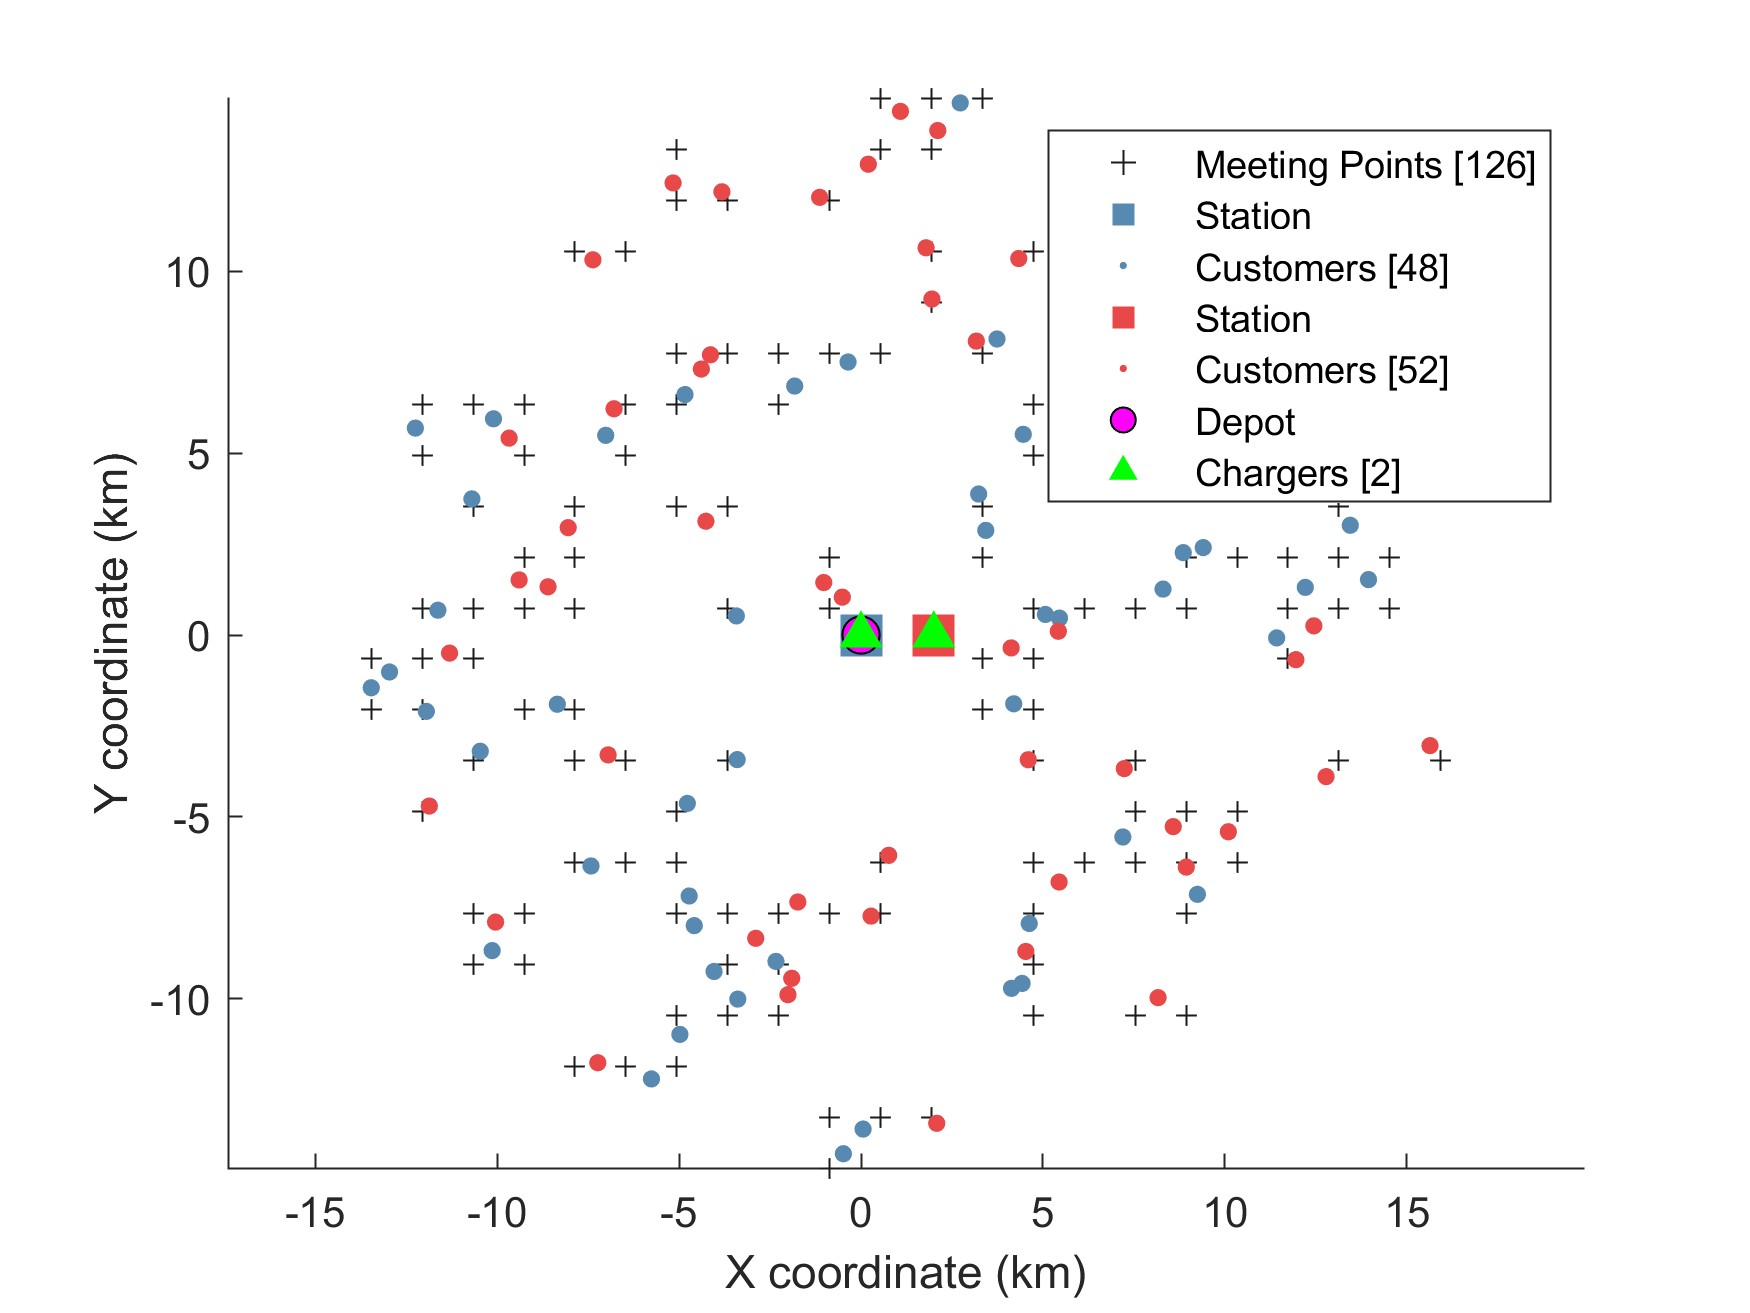 Meeting Points [126]
Station
Customers [48]
Station
Customers [52]
Depot
Chargers [2]
10
5
0
-5
-10
Y coordinate (km)
-15 -10 -5 0 5 10 15
X coordinate (km)